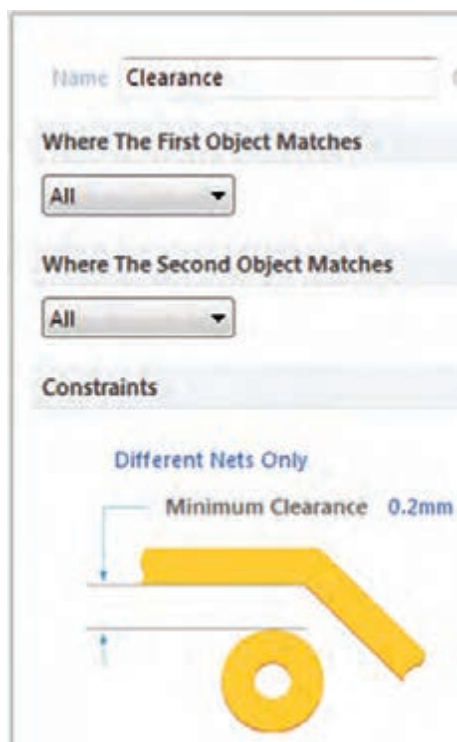 Name Clearance
Where The First Object Matches
All
Where The Second Object Matches
All
Constraints
Different Nets Only
Minimum Clearance 0.2mm